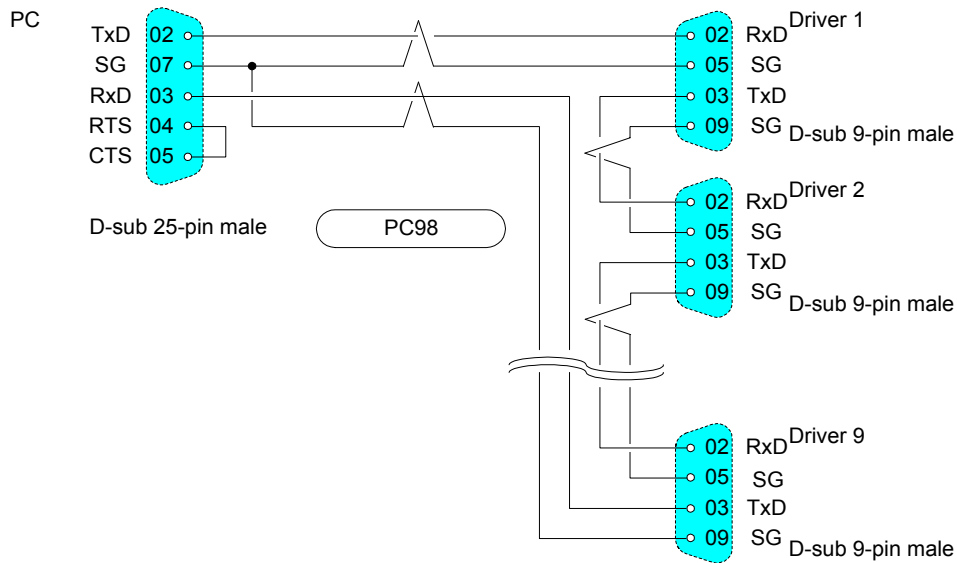 PC
TxD 02
SG 07
RxD 03
RTS 04
CTS 05
D-sub 25-pin male
PC98
Driver 1
02 RxD
05 SG
03 TxD
09 SG
D-sub 9-pin male
Driver 2
02 RxD
05 SG
03 TxD
09 SG
D-sub 9-pin male
Driver 9
02 RxD
05 SG
03 TxD
09 SG
D-sub 9-pin male